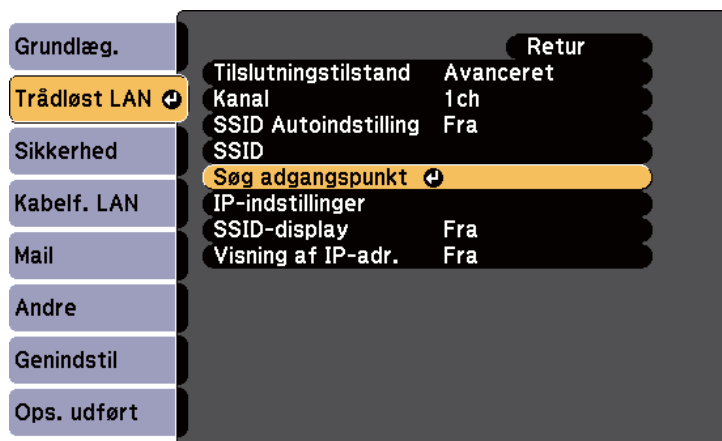 Grundlæg.
Trådløst LAN
Sikkerhed
Kabelf. LAN
Mail
Andre
Genindstil
Ops. udført
Retur
Tilslutningstilstand Avanceret
Kanal 1ch
SSID Autoindstilling Fra
SSID
Søg adgangspunkt
IP-indstillinger
SSID-display Fra
Visning af IP-adr. Fra